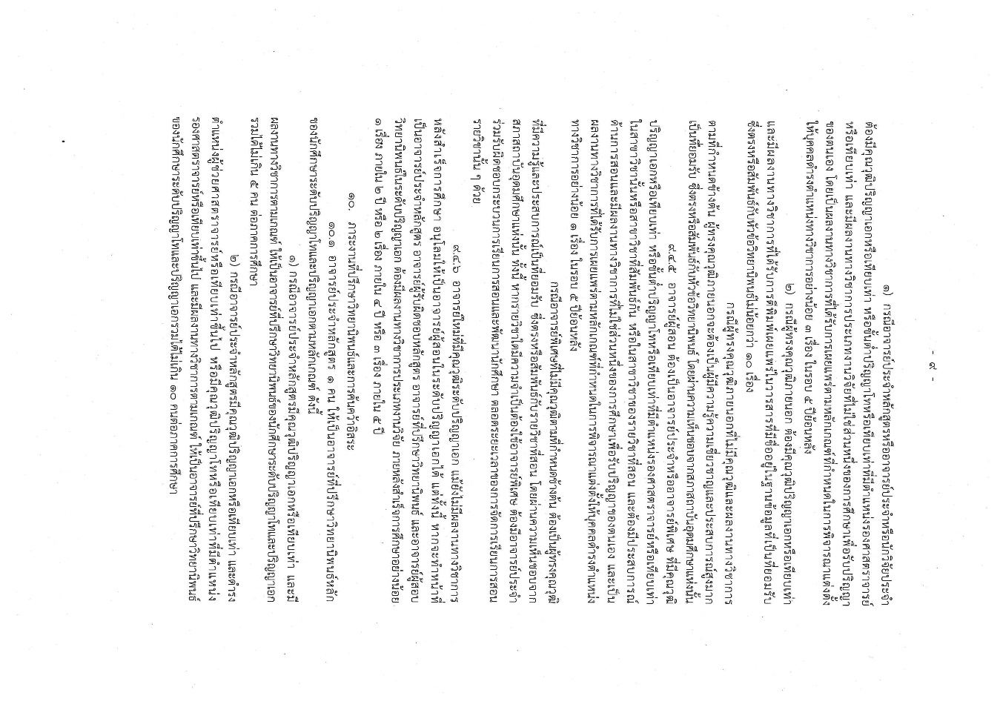 - ๙ -
๑) กรณีอาจารย์ประจำหลักสูตรหรืออาจารย์ประจำหรือนักวิจัยประจำ
ต้องมีคุณวุฒิปริญญาเอกหรือเทียบเท่า หรือขั้นต่ำปริญญาโทหรือเทียบเท่าที่มีตำแหน่งรองศาสตราจารย์
หรือเทียบเท่า และมีผลงานทางวิชาการประเภทงานวิจัยที่ไม่ใช่ส่วนหนึ่งของการศึกษาเพื่อรับปริญญา
ของตนเอง โดยเป็นผลงานทางวิชาการที่ได้รับการเผยแพร่ตามหลักเกณฑ์ที่กำหนดในการพิจารณาแต่งตั้ง
ให้บุคคลดำรงตำแหน่งทางวิชาการอย่างน้อย ๓ เรื่อง ในรอบ ๕ ปีย้อนหลัง
๒) กรณีผู้ทรงคุณวุฒิภายนอก ต้องมีคุณวุฒิปริญญาเอกหรือเทียบเท่า
และมีผลงานทางวิชาการที่ได้รับการตีพิมพ์เผยแพร่ในวารสารที่มีชื่ออยู่ในฐานข้อมูลที่เป็นที่ยอมรับ
ซึ่งตรงหรือสัมพันธ์กับหัวข้อวิทยานิพนธ์ไม่น้อยกว่า ๑๐ เรื่อง
กรณีผู้ทรงคุณวุฒิภายนอกที่ไม่มีคุณวุฒิและผลงานทางวิชาการ
ตามที่กำหนดข้างต้น ผู้ทรงคุณวุฒิภายนอกจะต้องเป็นผู้มีความรู้ความเชี่ยวชาญและประสบการณ์สูงมาก
เป็นที่ยอมรับ ซึ่งตรงหรือสัมพันธ์กับหัวข้อวิทยานิพนธ์ โดยผ่านความเห็นชอบจากสภาสถาบันอุดมศึกษาแห่งนั้น
๙.๔.๕ อาจารย์ผู้สอน ต้องเป็นอาจารย์ประจำหรืออาจารย์พิเศษ ที่มีคุณวุฒิ
ปริญญาเอกหรือเทียบเท่า หรือขั้นต่ำปริญญาโทหรือเทียบเท่าที่มีตำแหน่งรองศาสตราจารย์หรือเทียบเท่า
ในสาขาวิชานั้นหรือสาขาวิชาที่สัมพันธ์กัน หรือในสาขาวิชาของรายวิชาที่สอน และต้องมีประสบการณ์
ด้านการสอนและมีผลงานทางวิชาการที่ไม่ใช่ส่วนหนึ่งของการศึกษาเพื่อรับปริญญาของตนเอง และเป็น
ผลงานทางวิชาการที่ได้รับการเผยแพร่ตามหลักเกณฑ์ที่กำหนดในการพิจารณาแต่งตั้งให้บุคคลดำรงตำแหน่ง
ทางวิชาการอย่างน้อย ๑ เรื่อง ในรอบ ๕ ปีย้อนหลัง
กรณีอาจารย์พิเศษที่ไม่มีคุณวุฒิตามที่กำหนดข้างต้น ต้องเป็นผู้ทรงคุณวุฒิ
ที่มีความรู้และประสบการณ์เป็นที่ยอมรับ ซึ่งตรงหรือสัมพันธ์กับรายวิชาที่สอน โดยผ่านความเห็นชอบจาก
สภาสถาบันอุดมศึกษาแห่งนั้น ทั้งนี้ หากรายวิชาใดมีความจำเป็นต้องใช้อาจารย์พิเศษ ต้องมีอาจารย์ประจำ
ร่วมรับผิดชอบกระบวนการเรียนการสอนและพัฒนานักศึกษา ตลอดระยะเวลาของการจัดการเรียนการสอน
รายวิชานั้น ๆ ด้วย
๙.๔.๖ อาจารย์ใหม่ที่มีคุณวุฒิระดับปริญญาเอก แม้ยังไม่มีผลงานทางวิชาการ
หลังสำเร็จการศึกษา อนุโลมให้เป็นอาจารย์ผู้สอนในระดับปริญญาเอกได้ แต่ทั้งนี้ หากจะทำหน้าที่
เป็นอาจารย์ประจำหลักสูตร อาจารย์ผู้รับผิดชอบหลักสูตร อาจารย์ที่ปรึกษาวิทยานิพนธ์ และอาจารย์ผู้สอบ
วิทยานิพนธ์ในระดับปริญญาเอก ต้องมีผลงานทางวิชาการประเภทงานวิจัย ภายหลังสำเร็จการศึกษาอย่างน้อย
๑ เรื่อง ภายใน ๒ ปี หรือ ๒ เรื่อง ภายใน ๔ ปี หรือ ๓ เรื่อง ภายใน ๕ ปี
๑๐. ภาระงานที่ปรึกษาวิทยานิพนธ์และการค้นคว้าอิสระ
๑๐.๑ อาจารย์ประจำหลักสูตร ๑ คน ให้เป็นอาจารย์ที่ปรึกษาวิทยานิพนธ์หลัก
ของนักศึกษาระดับปริญญาโทและปริญญาเอกตามหลักเกณฑ์ ดังนี้
๑) กรณีอาจารย์ประจำหลักสูตรมีคุณวุฒิปริญญาเอกหรือเทียบเท่า และมี
ผลงานทางวิชาการตามเกณฑ์ ให้เป็นอาจารย์ที่ปรึกษาวิทยานิพนธ์ของนักศึกษาระดับปริญญาโทและปริญญาเอก
รวมได้ไม่เกิน ๕ คน ต่อภาคการศึกษา
๒) กรณีอาจารย์ประจำหลักสูตรมีคุณวุฒิปริญญาเอกหรือเทียบเท่า และดำรง
ตำแหน่งผู้ช่วยศาสตราจารย์หรือเทียบเท่าขึ้นไป หรือมีคุณวุฒิปริญญาโทหรือเทียบเท่าที่มีตำแหน่ง
รองศาสตราจารย์หรือเทียบเท่าขึ้นไป และมีผลงานทางวิชาการตามเกณฑ์ ให้เป็นอาจารย์ที่ปรึกษาวิทยานิพนธ์
ของนักศึกษาระดับปริญญาโทและปริญญาเอกรวมได้ไม่เกิน ๑๐ คนต่อภาคการศึกษา